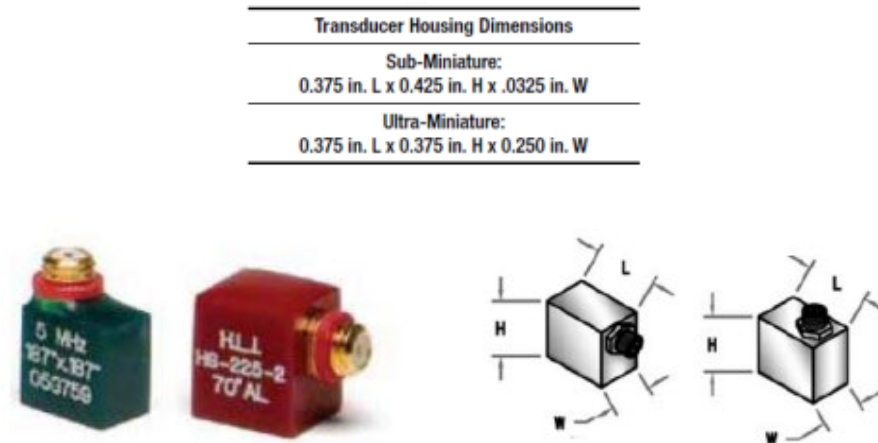 Transducer Housing Dimensions
Sub-Miniature:
0.375 in. L x 0.425 in. H x .0325 in. W
Ultra-Miniature:
0.375 in. L x 0.375 in. H x 0.250 in. W
5 MHz
187"x.187"
053759
H.L.I.
HB-225-2
70° AL
H
L
W
H
L
W